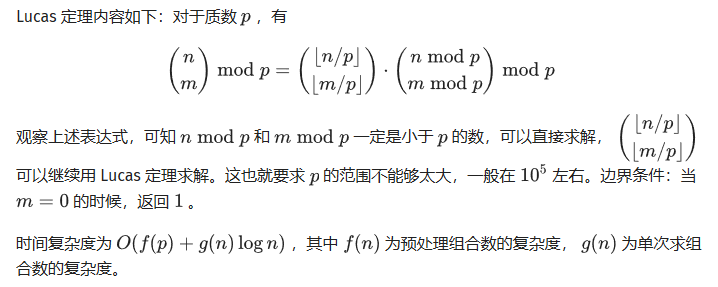 Lucas 定理内容如下：对于质数 p，有
$\binom{n}{m} \bmod p = \binom{\lfloor n/p \rfloor}{\lfloor m/p \rfloor} \cdot \binom{n \bmod p}{m \bmod p} \bmod p$
观察上述表达式，可知 n mod p 和 m mod p 一定是小于 p 的数，可以直接求解，$\binom{\lfloor n/p \rfloor}{\lfloor m/p \rfloor}$
可以继续用 Lucas 定理求解。这也就要求 p 的范围不能够太大，一般在 $10^5$ 左右。边界条件：当
m = 0 的时候，返回 1 。
时间复杂度为 O(f(p) + g(n) log n) ，其中 f(n) 为预处理组合数的复杂度， g(n) 为单次求组
合数的复杂度。